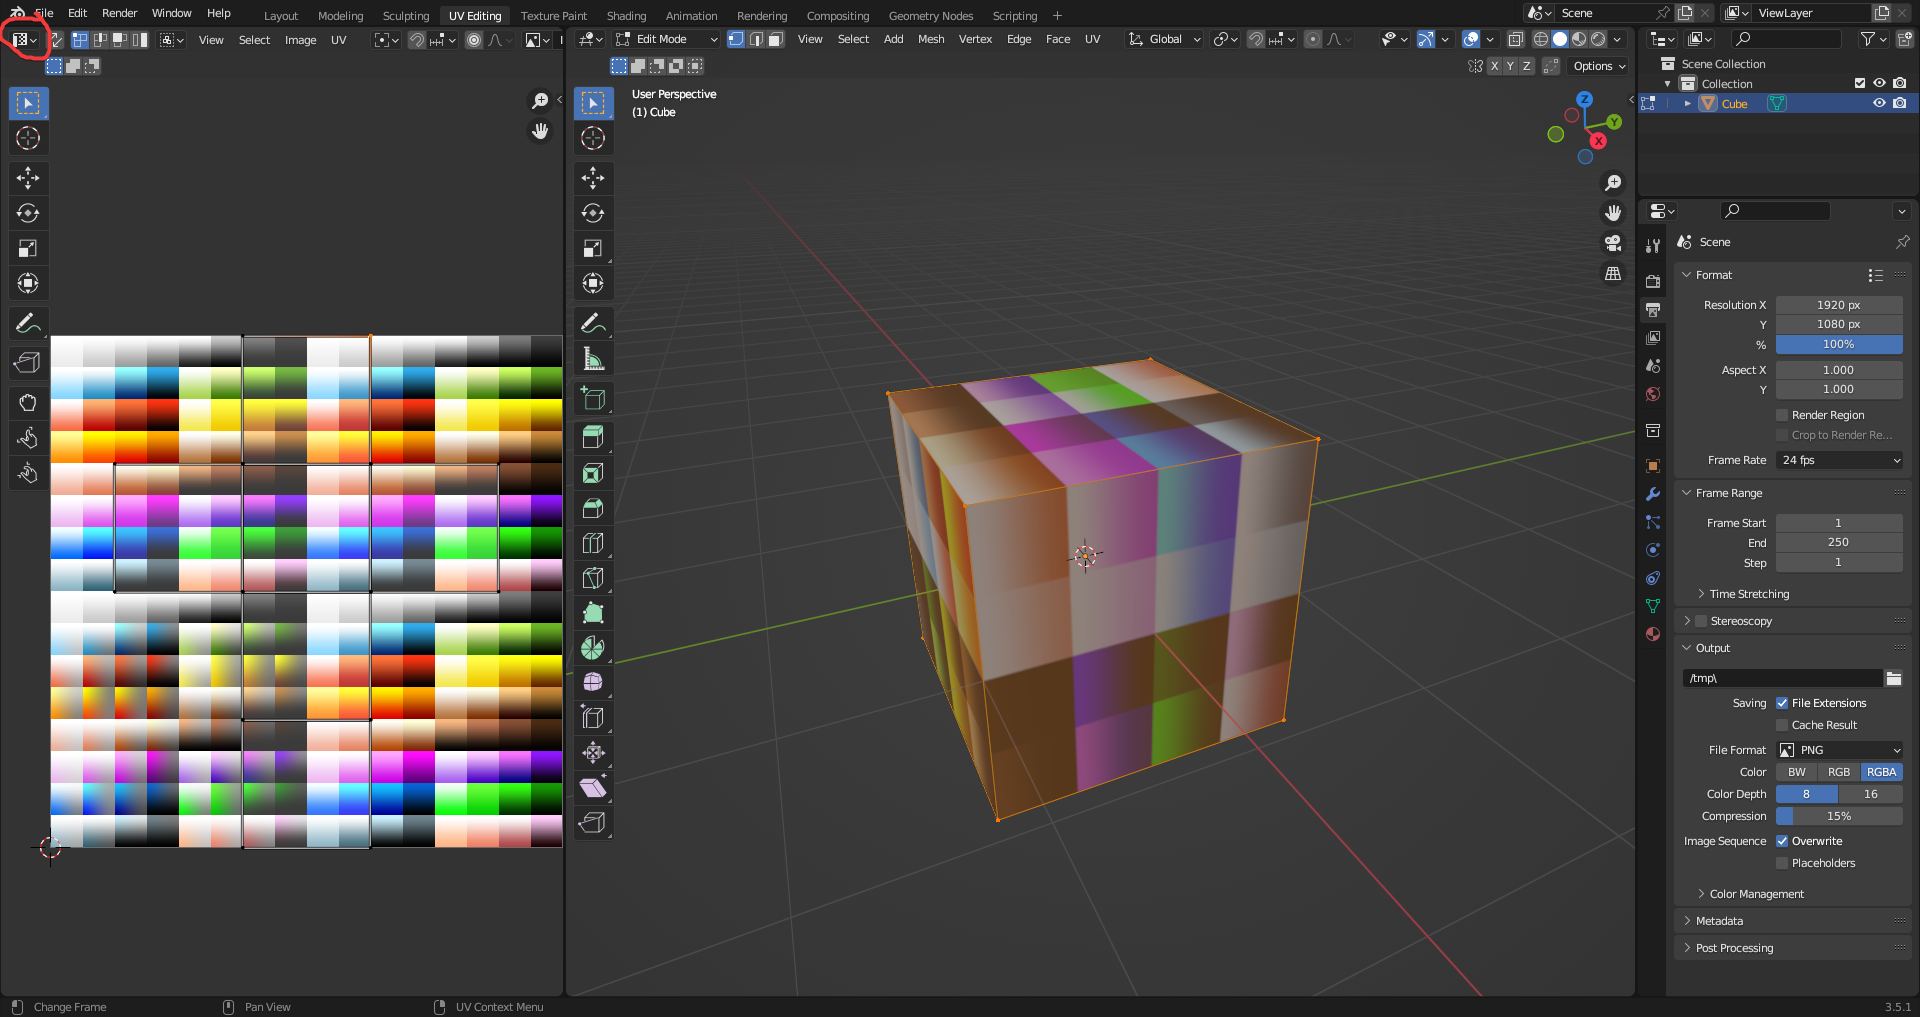 File Edit Render Window Help Layout Modeling Sculpting UV Editing Texture Paint Shading Animation Rendering Compositing Geometry Nodes Scripting + Scene ViewLayer
View Select Image UV
Edit Mode View Select Add Mesh Vertex Edge Face UV Global
X Y Z Options
User Perspective
(1) Cube
Z
Y
X
Scene Collection
Collection
Cube
Scene
Format
Resolution X 1920 px
Y 1080 px
% 100%
Aspect X 1.000
Y 1.000
Render Region
Crop to Render Re...
Frame Rate 24 fps
Frame Range
Frame Start 1
End 250
Step 1
Time Stretching
Stereoscopy
Output
/tmp\
Saving File Extensions
Cache Result
File Format PNG
Color BW RGB RGBA
Color Depth 8 16
Compression 15%
Image Sequence Overwrite
Placeholders
Color Management
Metadata
Post Processing
Change Frame Pan View UV Context Menu 3.5.1